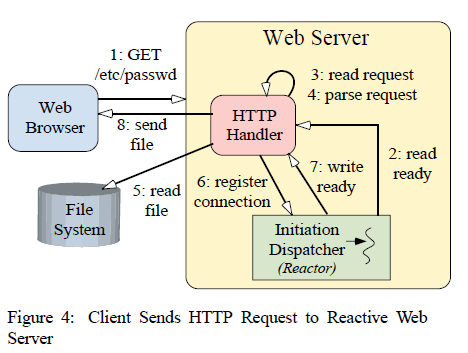 Web Server
1: GET
/etc/passwd
3: read request
4: parse request
Web
Browser
HTTP
Handler
8: send
file
2: read
ready
7: write
ready
5: read
file
6: register
connection
File
System
Initiation
Dispatcher
(Reactor)
Figure 4: Client Sends HTTP Request to Reactive Web
Server